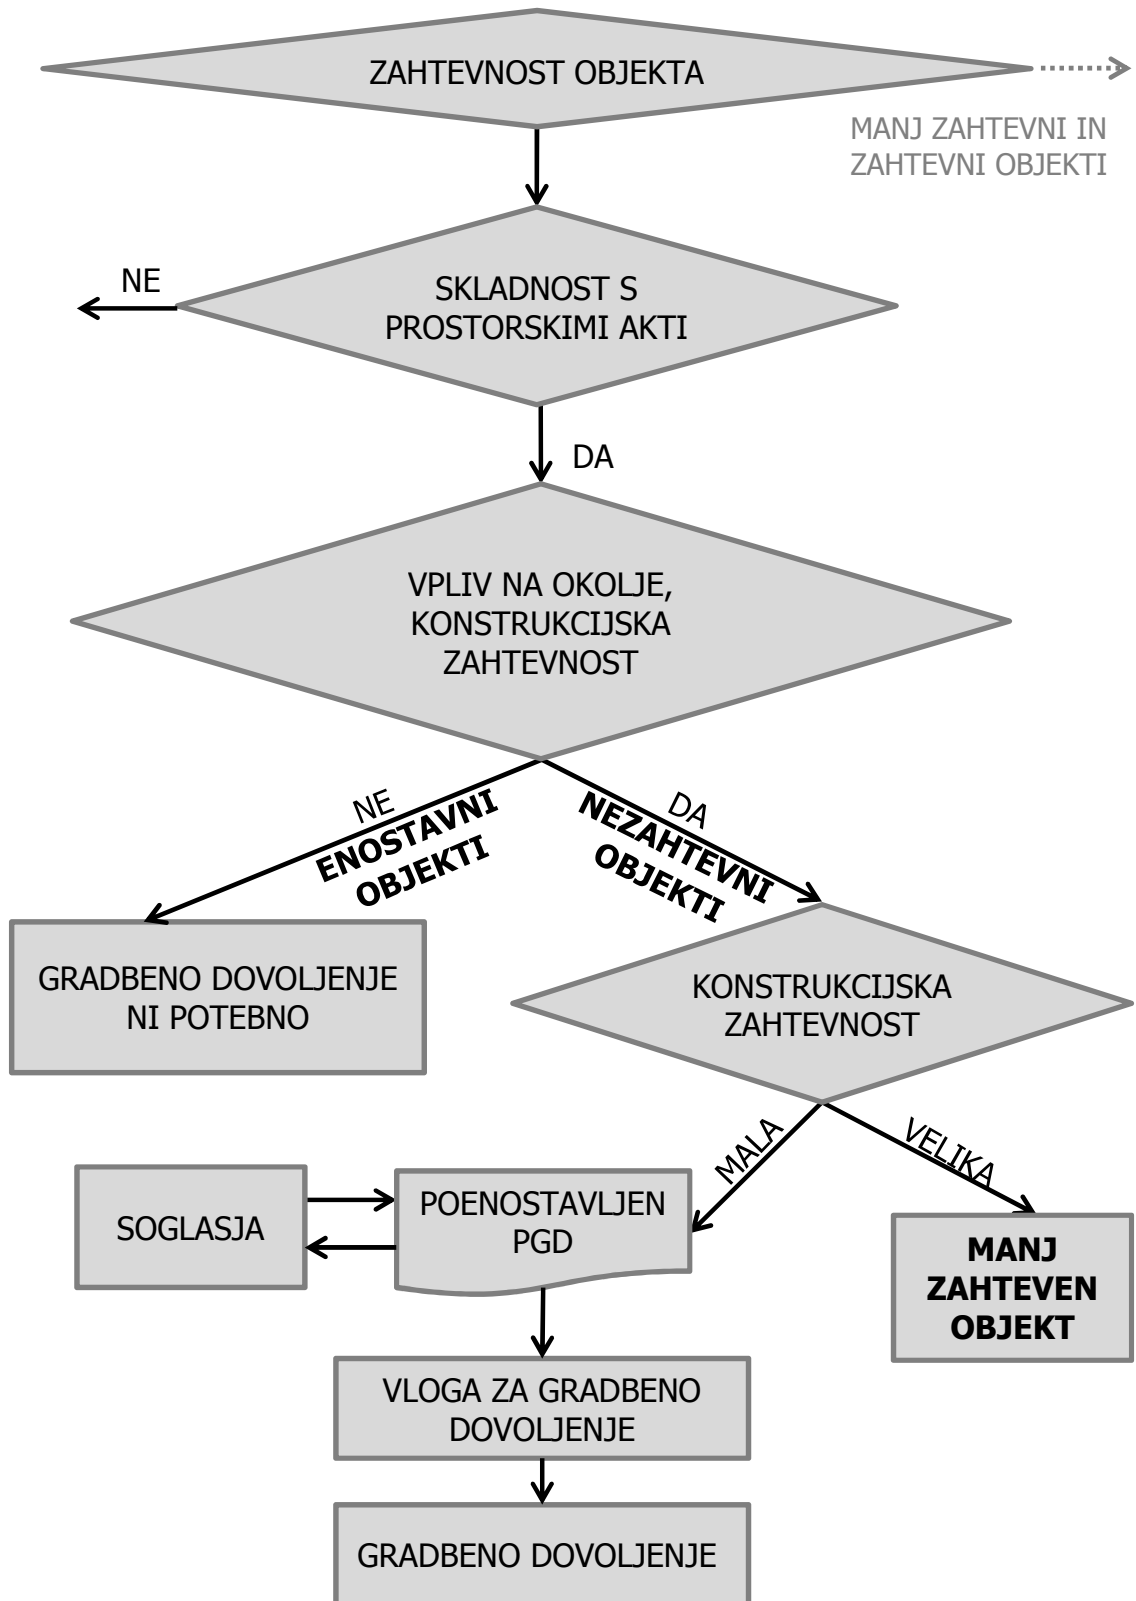 ZAHTEVNOST OBJEKTA
MANJ ZAHTEVNI IN
ZAHTEVNI OBJEKTI
NE
SKLADNOST S
PROSTORSKIMI AKTI
DA
VPLIV NA OKOLJE,
KONSTRUKCIJSKA
ZAHTEVNOST
NE
ENOSTAVNI
OBJEKTI
DA
NEZAHTEVNI
OBJEKTI
GRADBENO DOVOLJENJE
NI POTEBNO
KONSTRUKCIJSKA
ZAHTEVNOST
MALA
VELIKA
SOGLASJA
POENOSTAVLJEN
PGD
MANJ
ZAHTEVEN
OBJEKT
VLOGA ZA GRADBENO
DOVOLJENJE
GRADBENO DOVOLJENJE